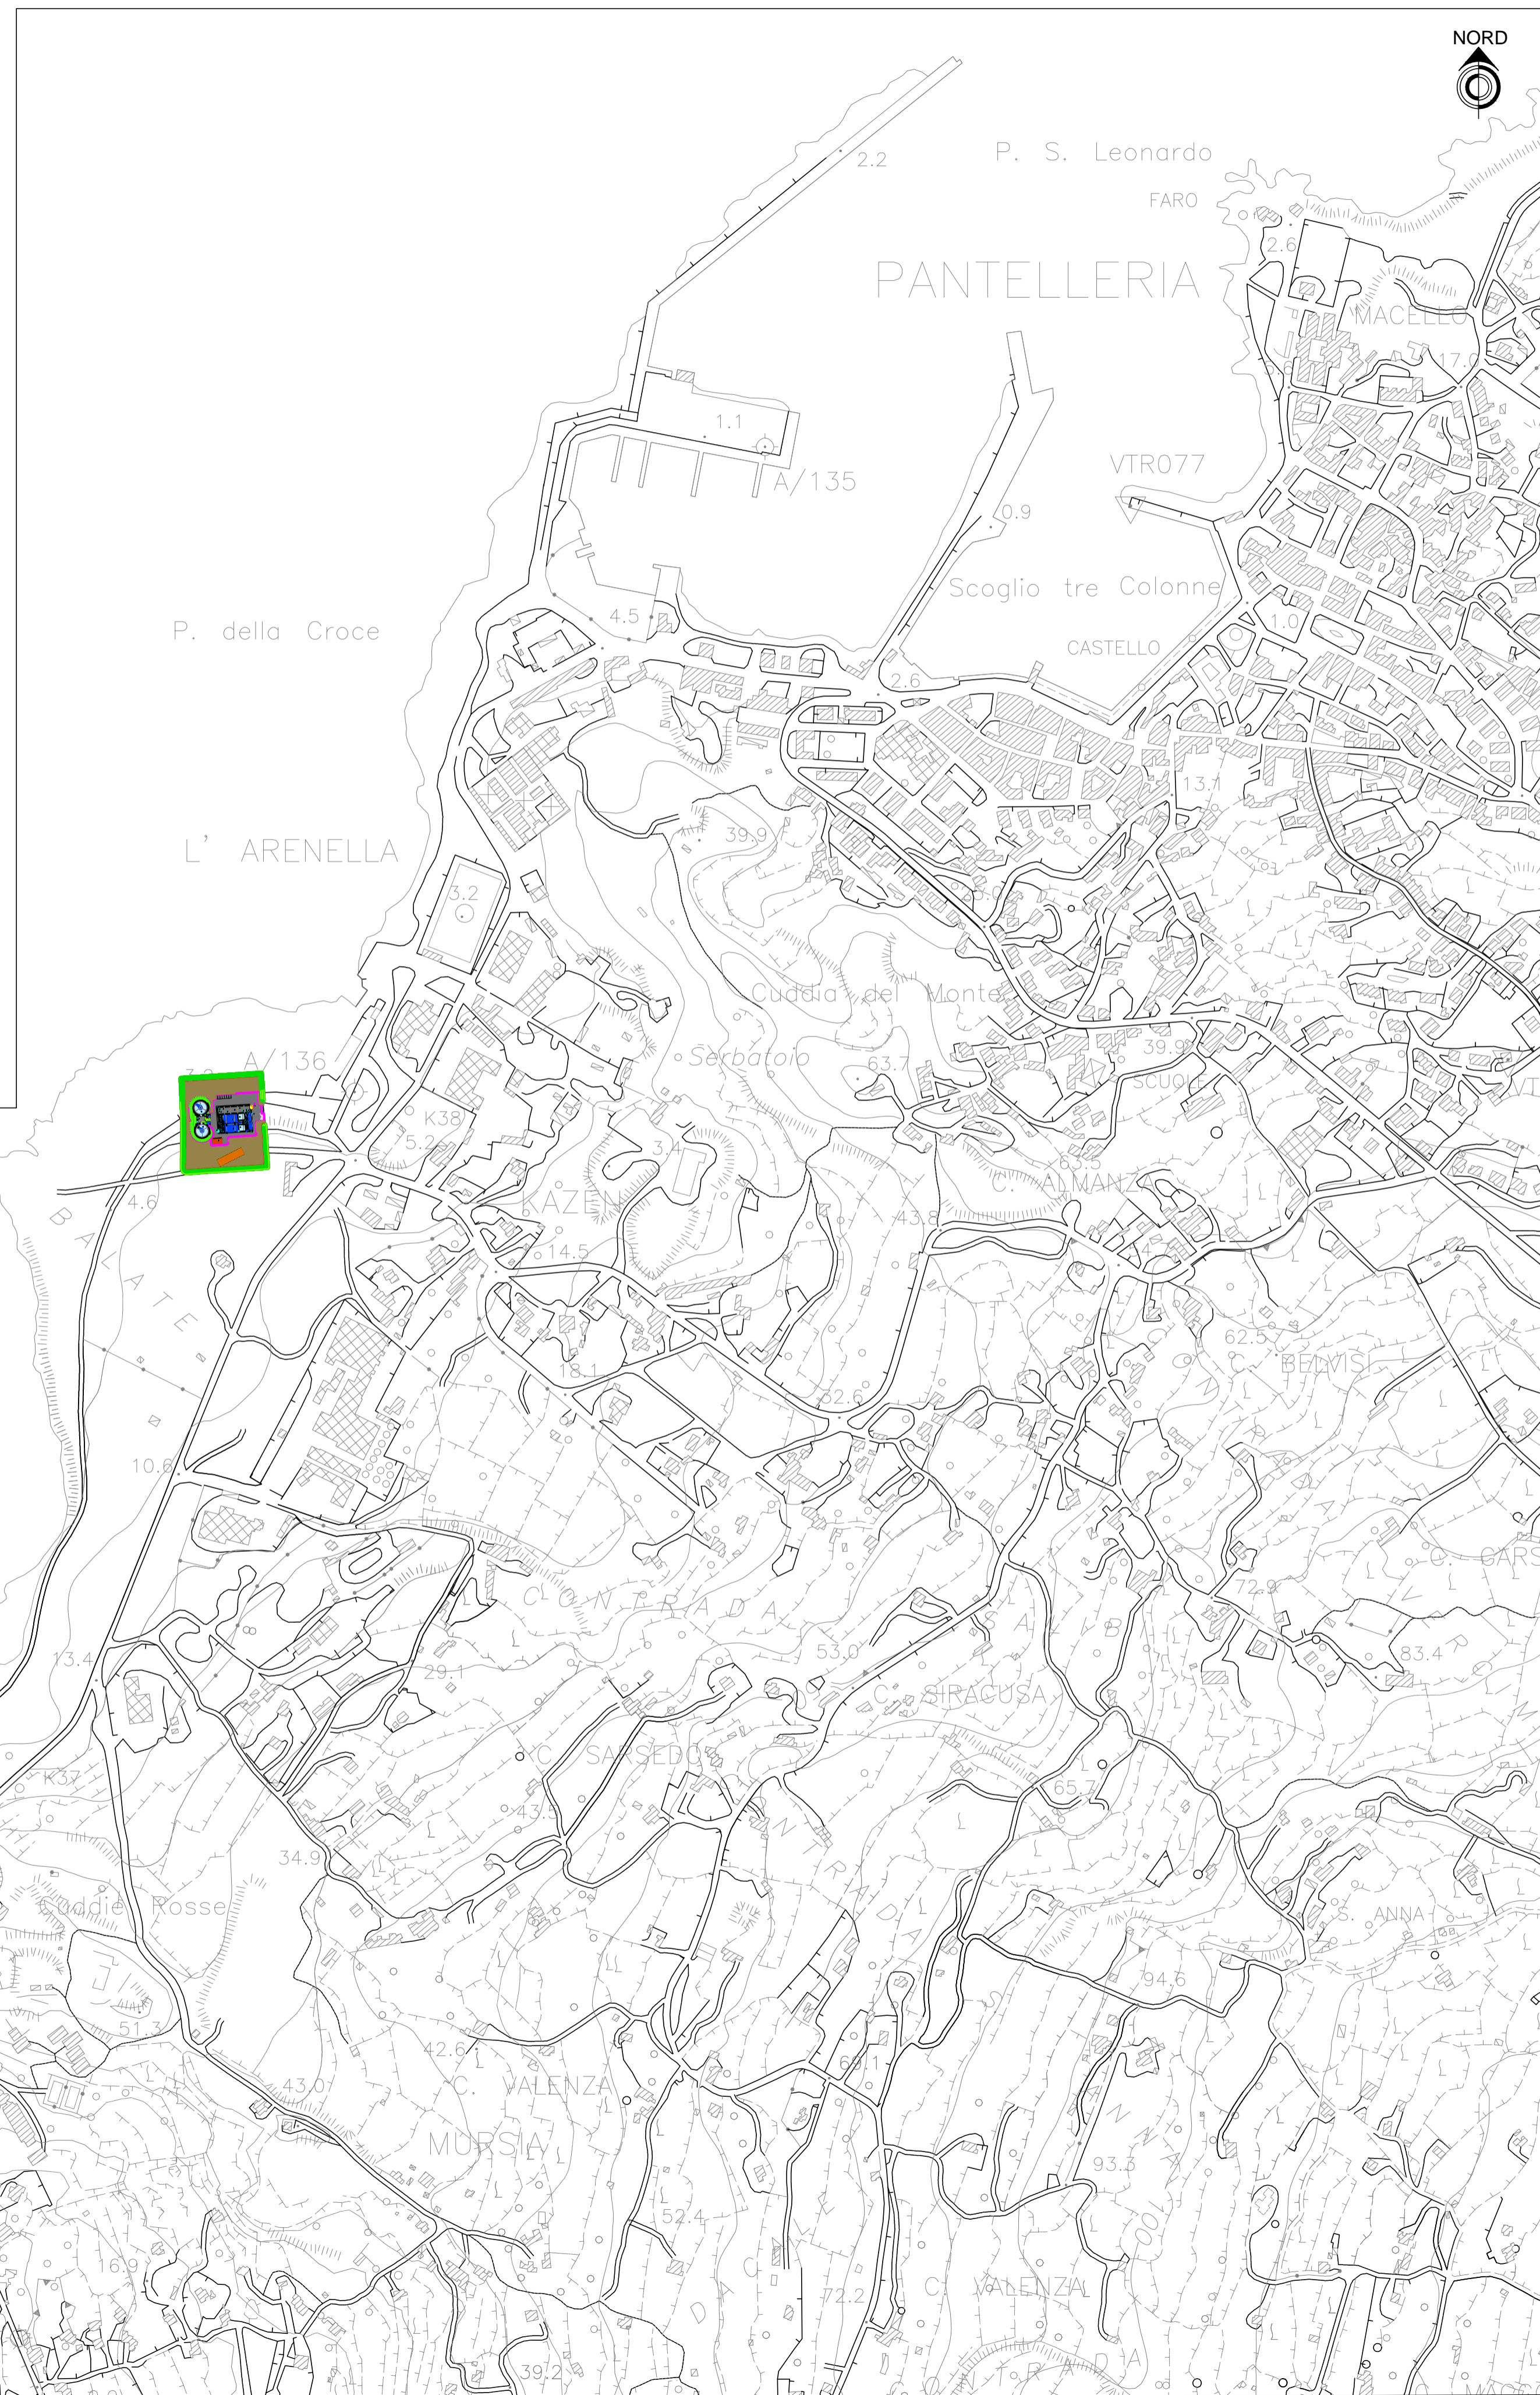 NORD
P. S. Leonardo
2.2
FARO
2.6
PANTELLERIA
MACELLO
17.0
1.1
A/135
VTR077
0.9
Scoglio tre Colonne
4.5
1.0
P. della Croce
CASTELLO
2.6
13.1
39.9
L' ARENELLA
3.2
Cuddia del Monte
39.9
A/136
Serbatoio
63.7
SCUOLE
K38
5.2
3.4
63.5
C. ALMANZ
KAZEN
43.8
4.6
BALATE
14.5
62.5
C. BELVISI
18.1
52.6
10.6
CONTRADA
72.9
13.4
29.1
53.0
83.4
C. SIRACUSA
C. SARSEDO
K37
65.7
43.5
34.9
Cuddie Rosse
S. ANNA
94.6
51.3
42.6
43.0
C. VALENZA
MURSIA
93.3
52.4
100
16.9
72.2
C. VALENZA
39.2
CONTRADA